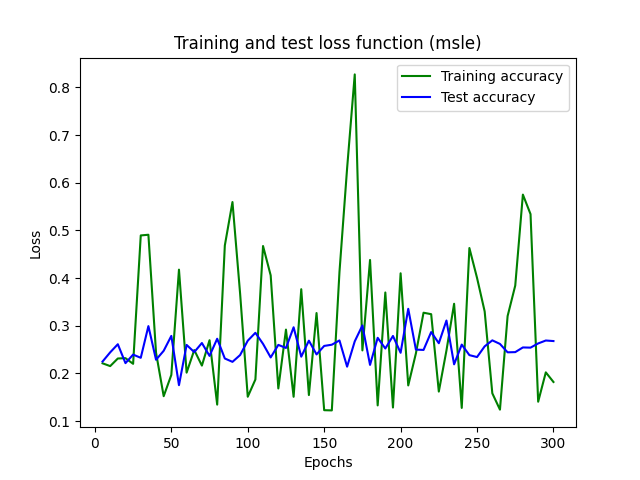 Training and test loss function (msle)
Training accuracy
Test accuracy
0.8
0.7
0.6
0.5
0.4
0.3
0.2
0.1
Loss
0 50 100 150 200 250 300
Epochs